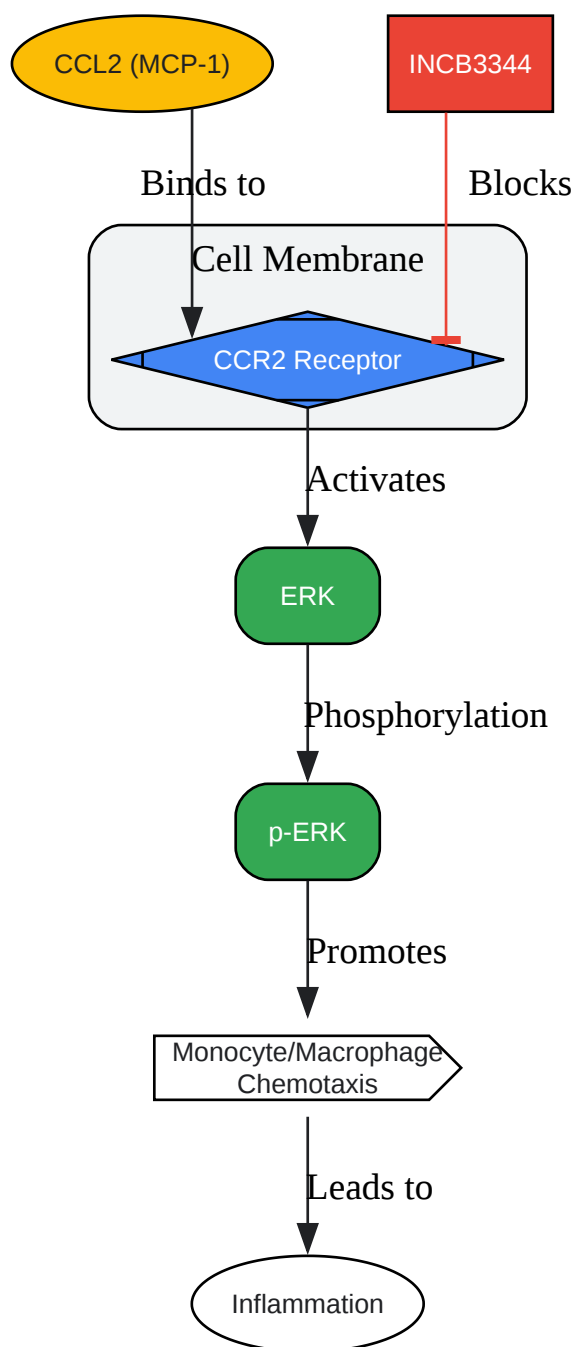 CCL2 (MCP-1)
INCB3344
Binds to
Blocks
Cell Membrane
CCR2 Receptor
Activates
ERK
Phosphorylation
p-ERK
Promotes
Monocyte/Macrophage
Chemotaxis
Leads to
Inflammation